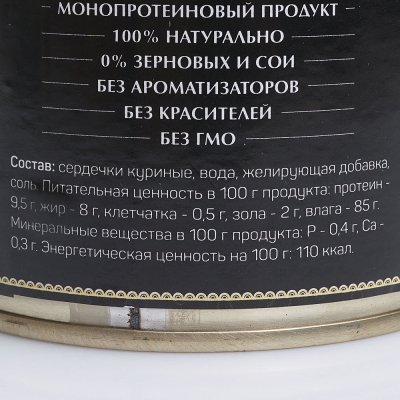 МОНОПРОТЕИНОВЫЙ ПРОДУКТ
100% НАТУРАЛЬНО
0% ЗЕРНОВЫХ И СОИ
БЕЗ АРОМАТИЗАТОРОВ
БЕЗ КРАСИТЕЛЕЙ
БЕЗ ГМО
Состав: сердечки куриные, вода, желирующая добавка,
соль. Питательная ценность в 100 г продукта: протеин -
9,5 г, жир - 8 г, клетчатка - 0,5 г, зола - 2 г, влага - 85 г.
Минеральные вещества в 100 г продукта: P - 0,4 г, Ca -
0,3 г. Энергетическая ценность на 100 г: 110 ккал.